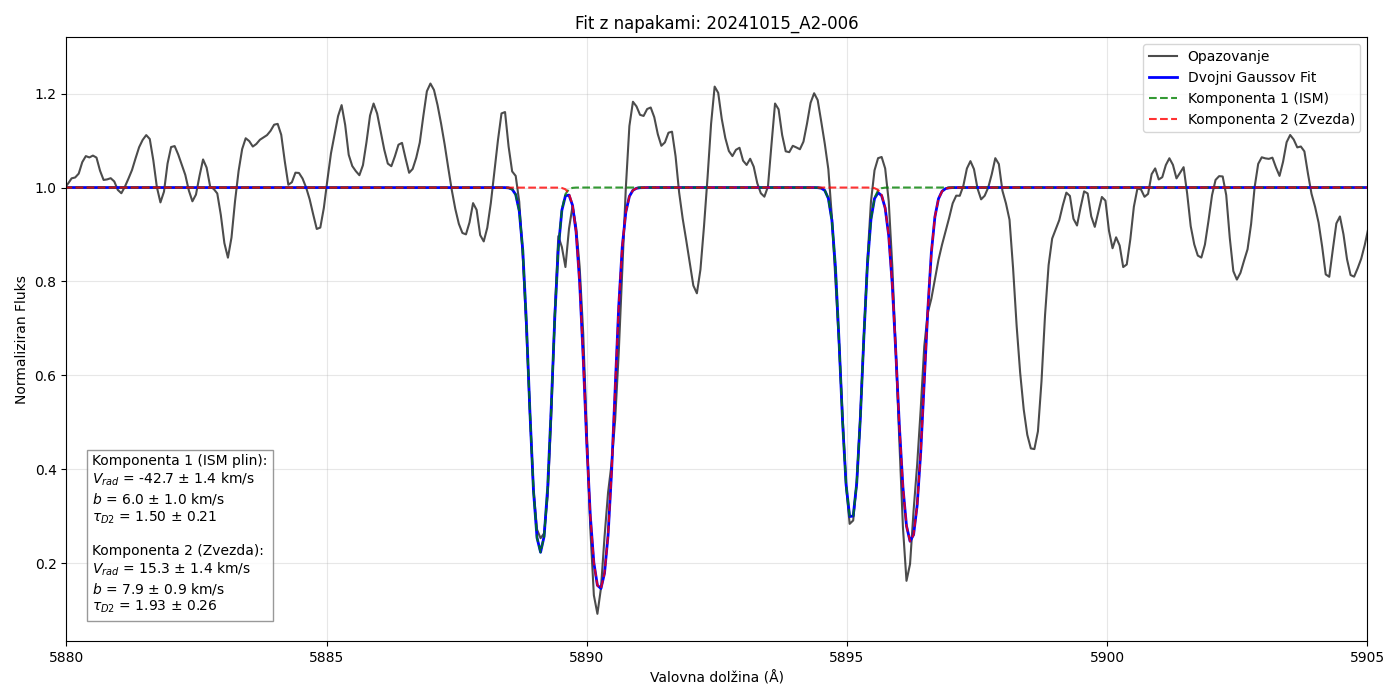 Fit z napakami: 20241015_A2-006
Opazovanje
Dvojni Gaussov Fit
Komponenta 1 (ISM)
Komponenta 2 (Zvezda)
Normaliziran Fluks
1.2
1.0
0.8
0.6
0.4
0.2
Komponenta 1 (ISM plin):
V_rad = -42.7 ± 1.4 km/s
b = 6.0 ± 1.0 km/s
τ_D2 = 1.50 ± 0.21
Komponenta 2 (Zvezda):
V_rad = 15.3 ± 1.4 km/s
b = 7.9 ± 0.9 km/s
τ_D2 = 1.93 ± 0.26
5880 5885 5890 5895 5900 5905
Valovna dolžina (Å)